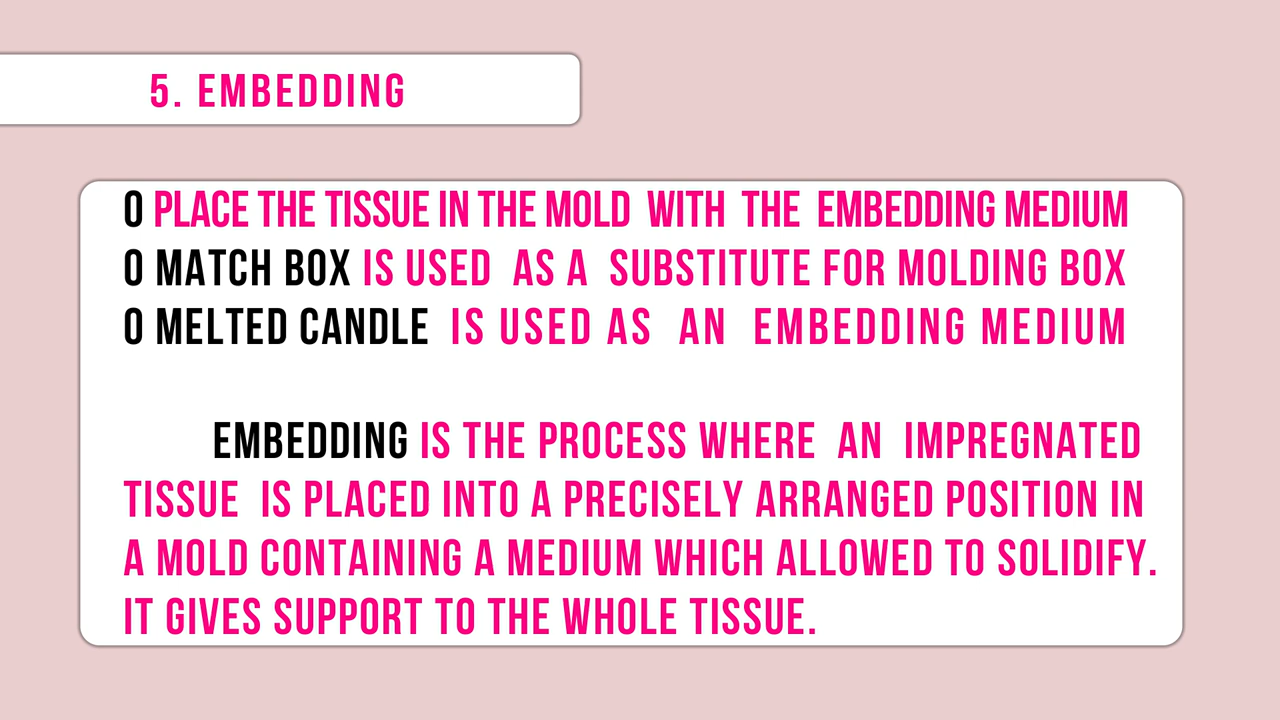 5. EMBEDDING
O PLACE THE TISSUE IN THE MOLD WITH THE EMBEDDING MEDIUM
O MATCH BOX IS USED AS A SUBSTITUTE FOR MOLDING BOX
O MELTED CANDLE IS USED AS AN EMBEDDING MEDIUM
EMBEDDING IS THE PROCESS WHERE AN IMPREGNATED
TISSUE IS PLACED INTO A PRECISELY ARRANGED POSITION IN
A MOLD CONTAINING A MEDIUM WHICH ALLOWED TO SOLIDIFY.
IT GIVES SUPPORT TO THE WHOLE TISSUE.